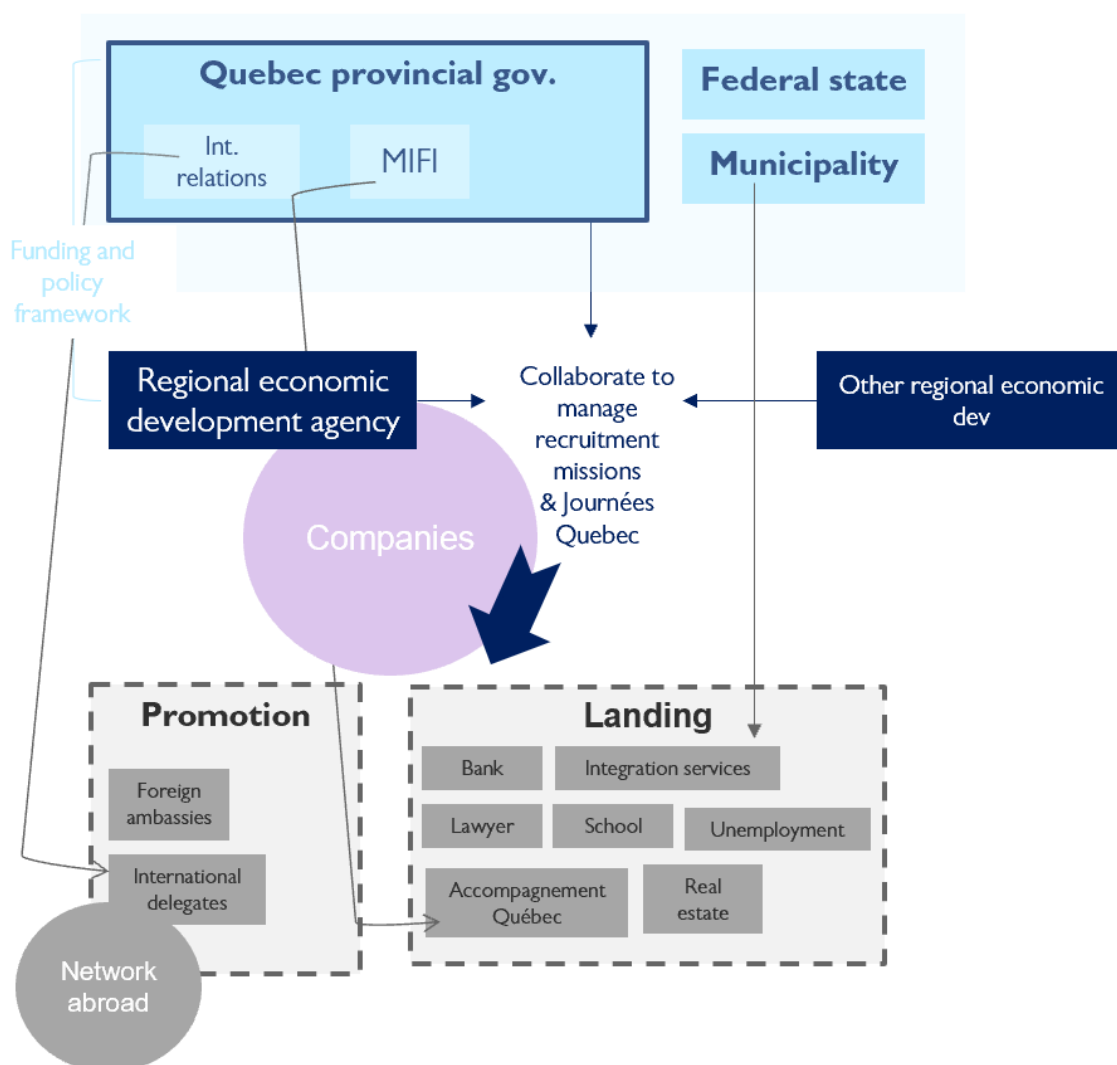 Quebec provincial gov.
Int.
relations
MIFI
Federal state
Municipality
Funding and
policy
framework
Regional economic
development agency
Collaborate to
manage
recruitment
missions
& Journées
Quebec
Other regional economic
dev
Companies
Promotion
Foreign
ambassies
International
delegates
Network
abroad
Landing
Bank
Integration services
Lawyer
School
Unemployment
Accompagnement
Québec
Real
estate